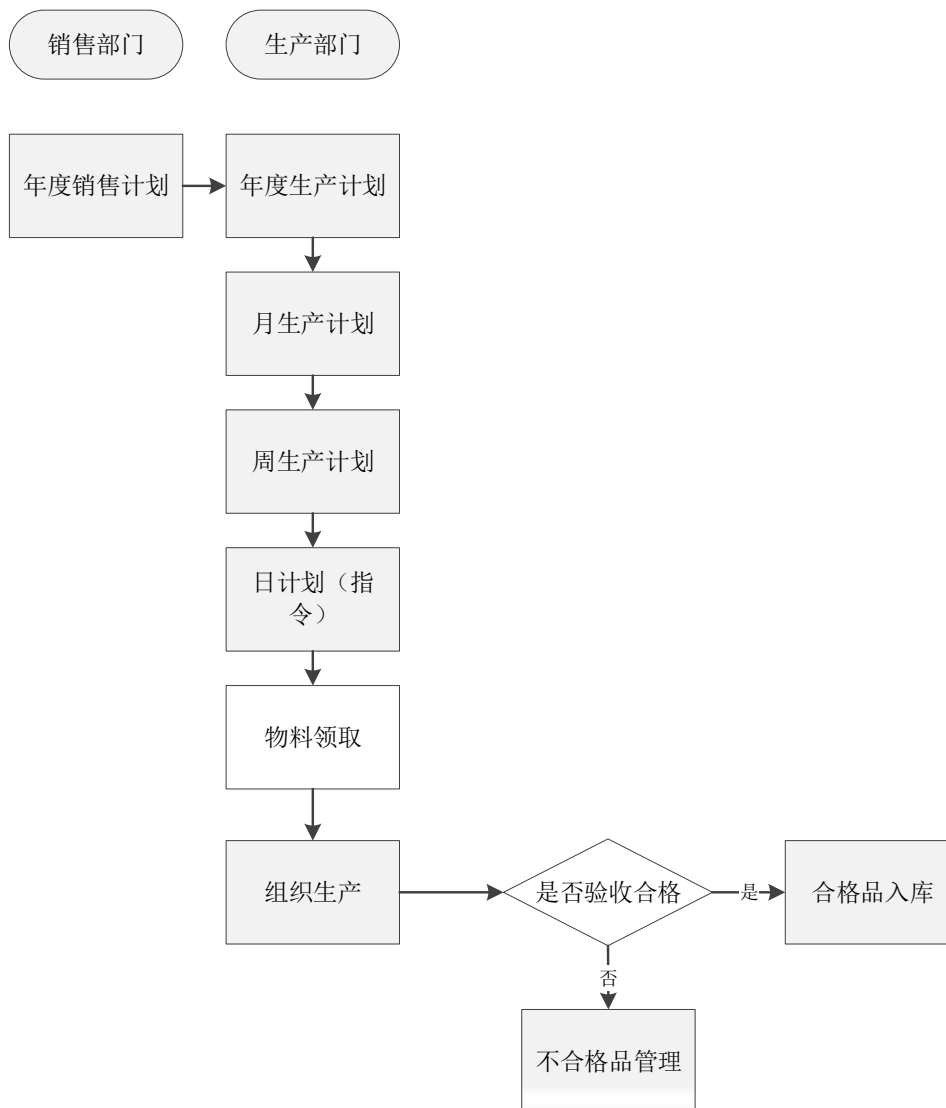 销售部门
生产部门
年度销售计划
年度生产计划
月生产计划
周生产计划
日计划（指
令）
物料领取
组织生产
是否验收合格
是
合格品入库
否
不合格品管理